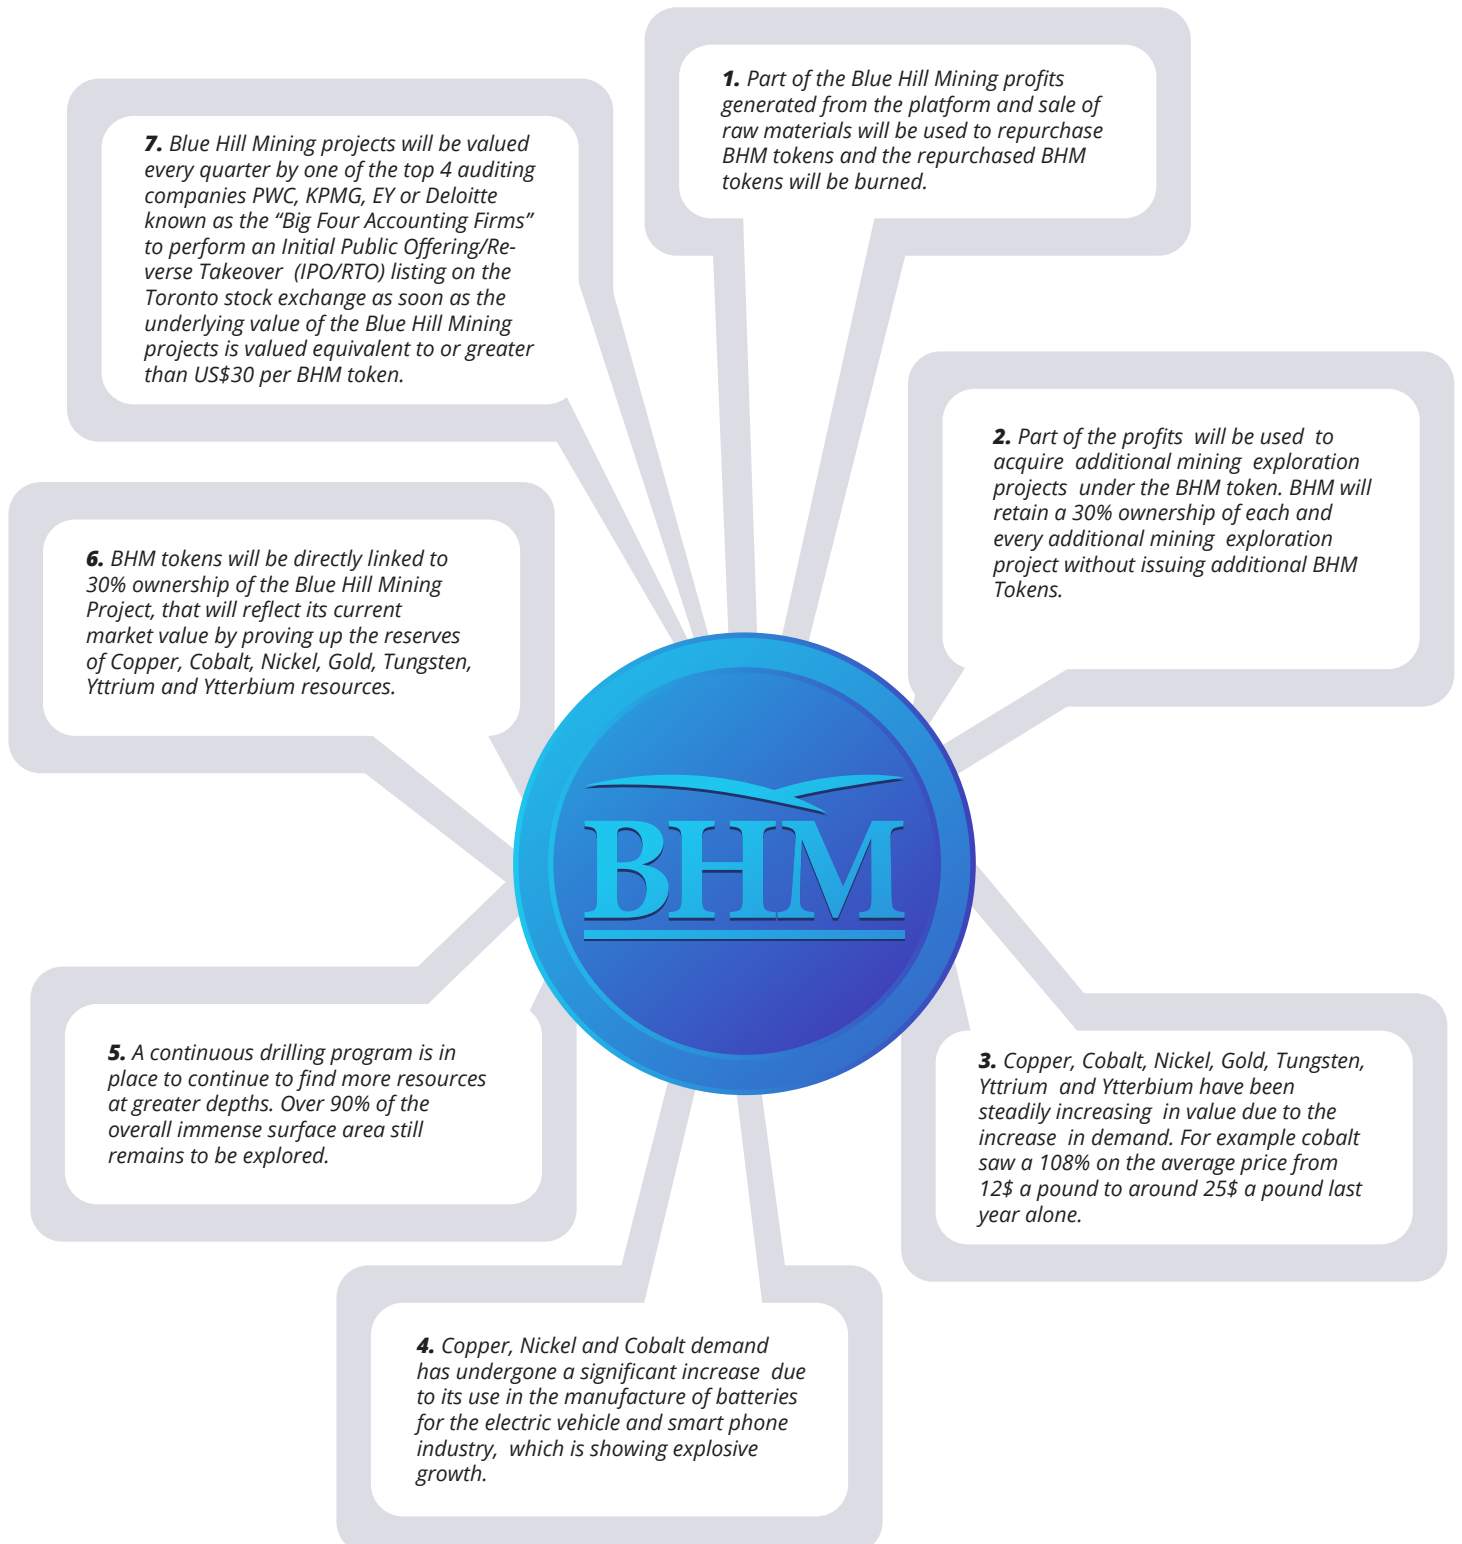 1. Part of the Blue Hill Mining profits
generated from the platform and sale of
raw materials will be used to repurchase
BHM tokens and the repurchased BHM
tokens will be burned.
2. Part of the profits will be used to
acquire additional mining exploration
projects under the BHM token. BHM will
retain a 30% ownership of each and
every additional mining exploration
project without issuing additional BHM
Tokens.
3. Copper, Cobalt, Nickel, Gold, Tungsten,
Yttrium and Ytterbium have been
steadily increasing in value due to the
increase in demand. For example cobalt
saw a 108% on the average price from
12$ a pound to around 25$ a pound last
year alone.
4. Copper, Nickel and Cobalt demand
has undergone a significant increase due
to its use in the manufacture of batteries
for the electric vehicle and smart phone
industry, which is showing explosive
growth.
5. A continuous drilling program is in
place to continue to find more resources
at greater depths. Over 90% of the
overall immense surface area still
remains to be explored.
6. BHM tokens will be directly linked to
30% ownership of the Blue Hill Mining
Project, that will reflect its current
market value by proving up the reserves
of Copper, Cobalt, Nickel, Gold, Tungsten,
Yttrium and Ytterbium resources.
7. Blue Hill Mining projects will be valued
every quarter by one of the top 4 auditing
companies PWC, KPMG, EY or Deloitte
known as the “Big Four Accounting Firms”
to perform an Initial Public Offering/Re-
verse Takeover (IPO/RTO) listing on the
Toronto stock exchange as soon as the
underlying value of the Blue Hill Mining
projects is valued equivalent to or greater
than US$30 per BHM token.
BHM